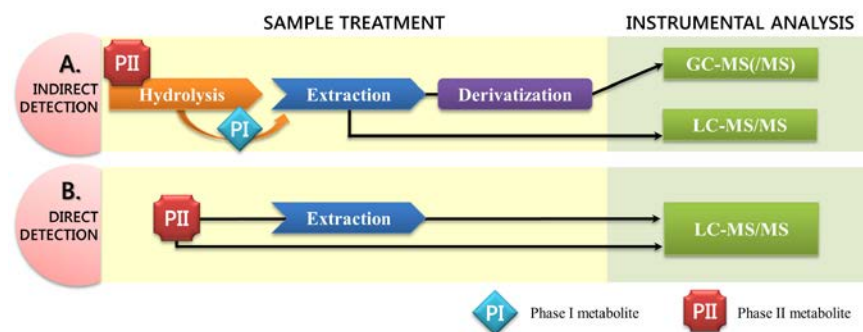 SAMPLE TREATMENT
INSTRUMENTAL ANALYSIS
A.
INDIRECT
DETECTION
PII
Hydrolysis
PI
Extraction
Derivatization
GC-MS(/MS)
LC-MS/MS
B.
DIRECT
DETECTION
PII
Extraction
LC-MS/MS
PI
Phase I metabolite
PII
Phase II metabolite